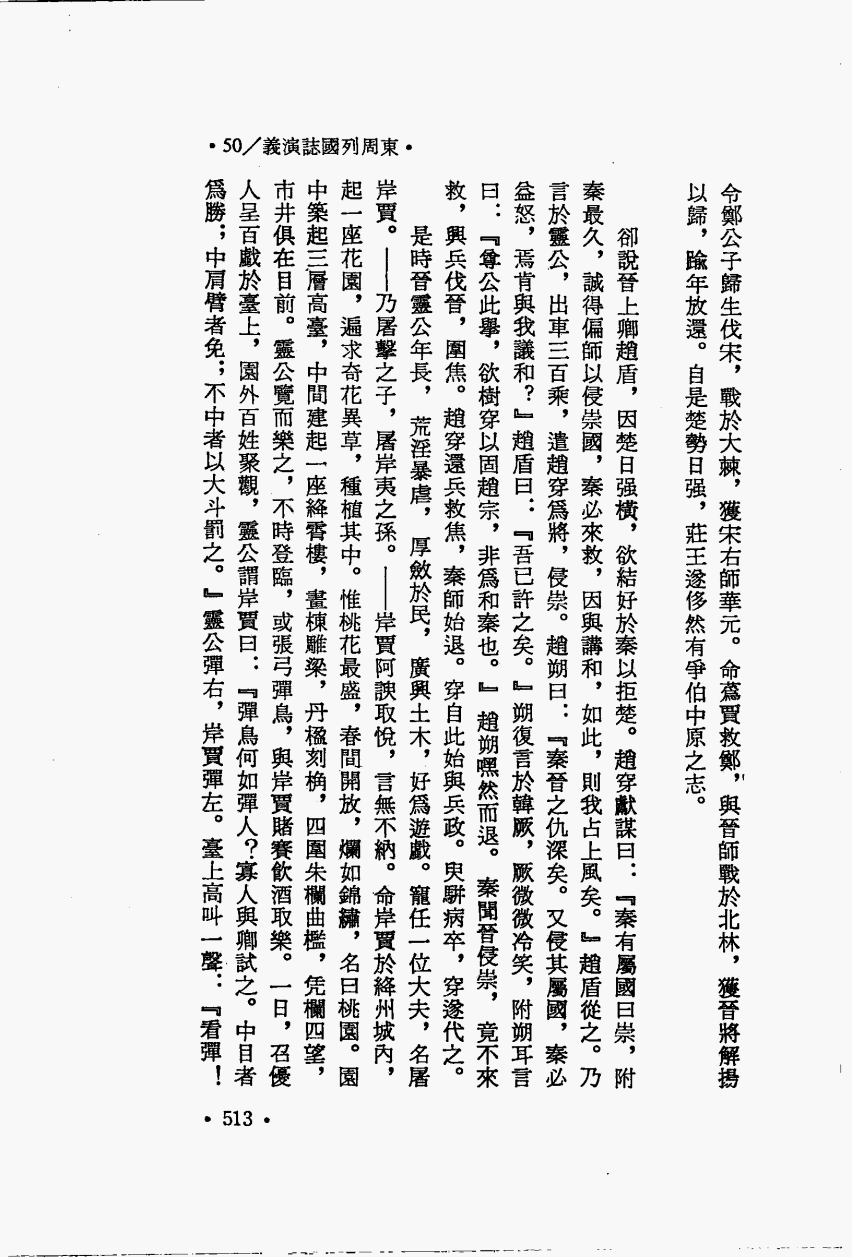 •50/義演誌國列周東•
令鄭公子歸生伐宋，戰於大棘，獲宋右師華元。命蔿賈救鄭，與晉師戰於北林，獲晉將解揚
以歸，踰年放還。自是楚勢日强，莊王遂侈然有爭伯中原之志。
卻說晉上卿趙盾，因楚日强橫，欲結好於秦以拒楚。趙穿獻謀曰：『秦有屬國曰崇，附
秦最久，誠得偏師以侵崇國，秦必來救，因與講和，如此，則我占上風矣。』趙盾從之。乃
言於靈公，出車三百乘，遣趙穿爲將，侵崇。趙朔曰：『秦晉之仇深矣。又侵其屬國，秦必
益怒，焉肯與我議和？』趙盾曰：『吾已許之矣。』朔復言於韓厥，厥微微冷笑，附朔耳言
曰：『尊公此舉，欲樹穿以固趙宗，非爲和秦也。』趙朔嘿然而退。秦聞晉侵崇，竟不來
救，興兵伐晉，圍焦。趙穿還兵救焦，秦師始退。穿自此始與兵政。臾駢病卒，穿遂代之。
是時晉靈公年長，荒淫暴虐，厚斂於民，廣興土木，好爲遊戲。寵任一位大夫，名屠
岸賈。——乃屠擊之子，屠岸夷之孫。——岸賈阿諛取悅，言無不納。命岸賈於絳州城內，
起一座花園，遍求奇花異草，種植其中。惟桃花最盛，春間開放，爛如錦繡，名曰桃園。園
中築起三層高臺，中間建起一座絳霄樓，畫棟雕梁，丹楹刻桷，四圍朱欄曲檻，凭欄四望，
市井俱在目前。靈公覽而樂之，不時登臨，或張弓彈鳥，與岸賈賭賽飲酒取樂。一日，召優
人呈百戲於臺上，園外百姓聚觀，靈公謂岸賈曰：『彈鳥何如彈人？寡人與卿試之。中目者
爲勝；中肩臂者免；不中者以大斗罰之。』靈公彈右，岸賈彈左。臺上高叫一聲：『看彈！
•513•